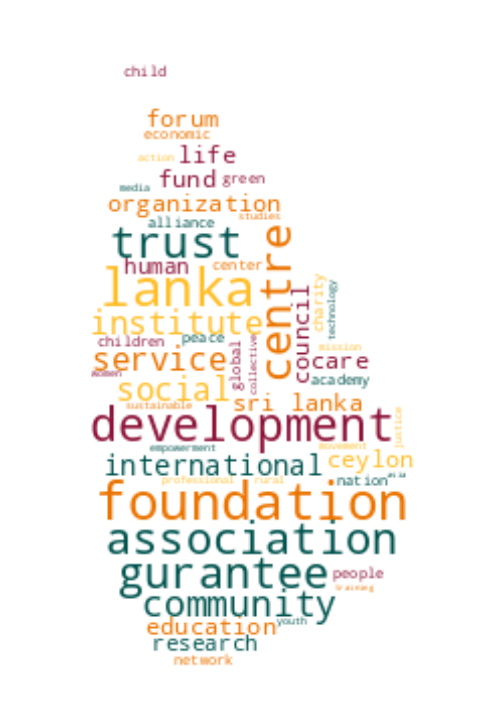 child
forum
economic
action life
fund green
media
organization
studies
alliance
trust
centre
human center
lanka
charity
technology
council
institute
children peace
mission
service
global
collective
care
women
academy
social
sustainable
sri lanka
development
justice
empowerment
movement
international
ceylon
professional rural
nation
foundation
association
gurantee
people
training
community
education
youth
research
network